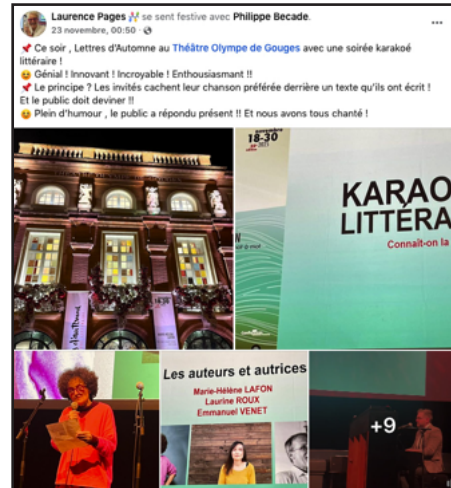 Laurence Pages se sent festive avec Philippe Becade.
23 novembre, 00:50 ·
📌 Ce soir , Lettres d'Automne au Théâtre Olympe de Gouges avec une soirée karakoé
littéraire !
😃 Génial ! Innovant ! Incroyable ! Enthousiasmant !!
📌 Le principe ? Les invités cachent leur chanson préférée derrière un texte qu'ils ont écrit !
Et le public doit deviner !!
😃 Plein d'humour , le public a répondu présent !! Et nous avons tous chanté !
novembre
18-30
2025
KARAO
LITTÉRA
Connaît-on la
Les auteurs et autrices
Marie-Hélène LAFON
Laurine ROUX
Emmanuel VENET
+9